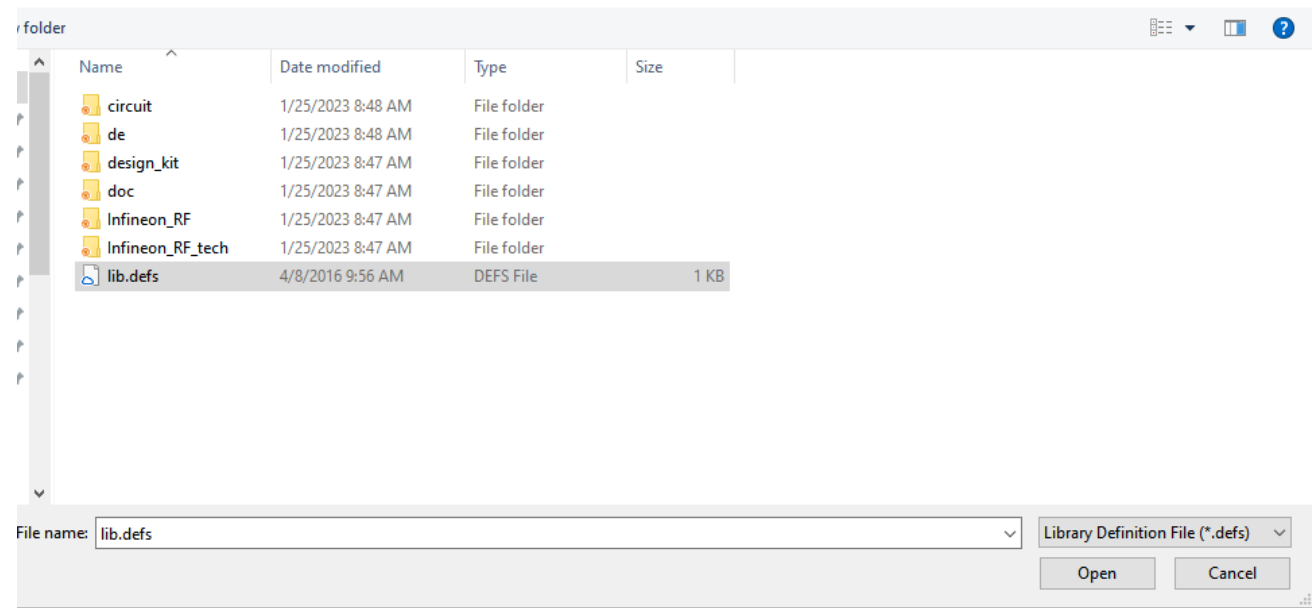 folder
Name Date modified Type Size
circuit 1/25/2023 8:48 AM File folder
de 1/25/2023 8:48 AM File folder
design_kit 1/25/2023 8:47 AM File folder
doc 1/25/2023 8:47 AM File folder
Infineon_RF 1/25/2023 8:47 AM File folder
Infineon_RF_tech 1/25/2023 8:47 AM File folder
lib.defs 4/8/2016 9:56 AM DEFS File 1 KB
File name: lib.defs Library Definition File (*.defs)
Open Cancel